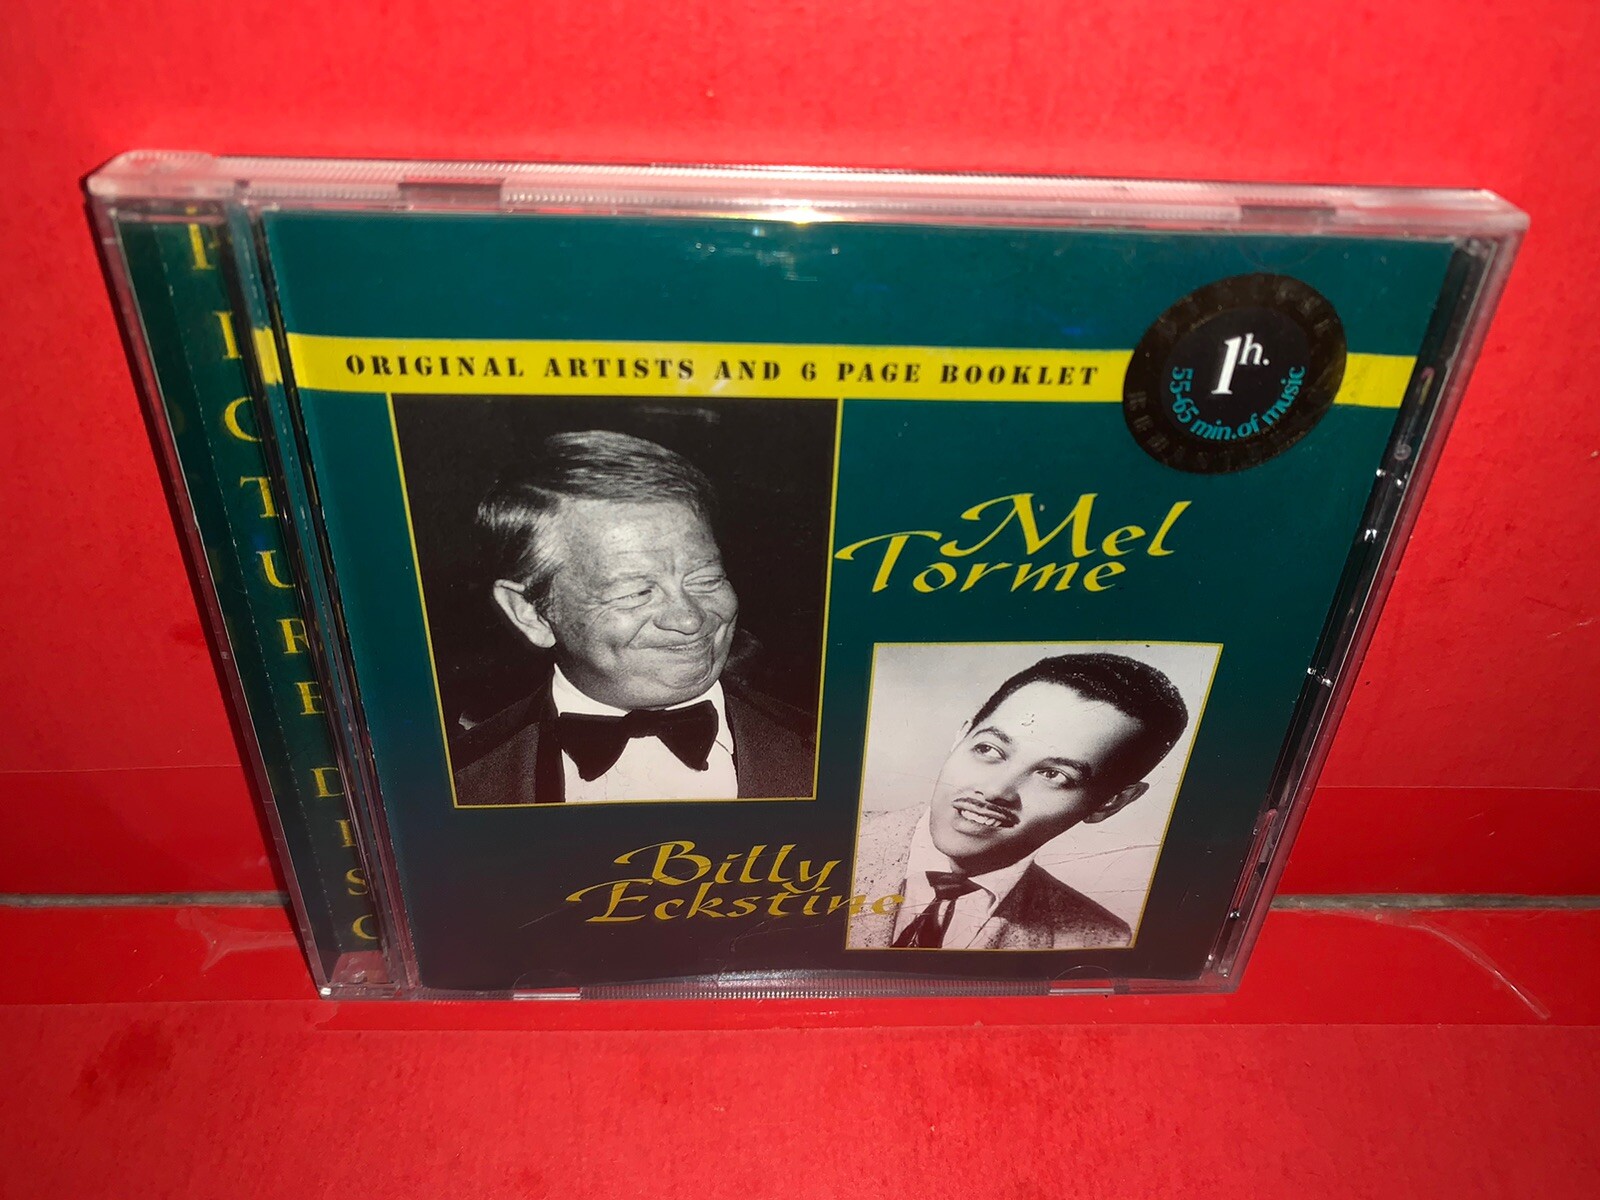 PICTURE DISC
ORIGINAL ARTISTS AND 6 PAGE BOOKLET
1h.
55-65 min. of music
Mel
Torme
Billy
Eckstine